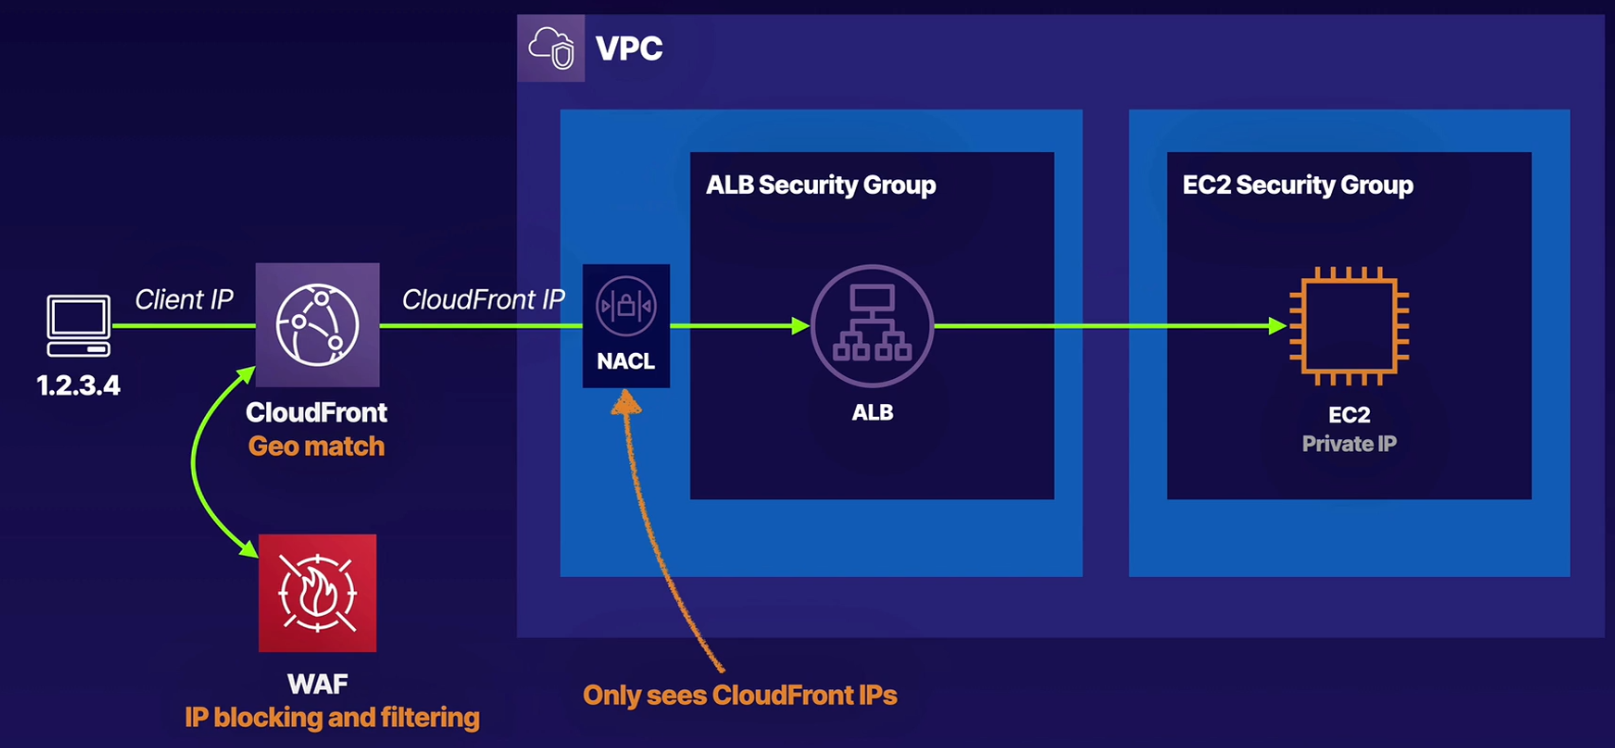 VPC
ALB Security Group
EC2 Security Group
Client IP
CloudFront IP
NACL
1.2.3.4
CloudFront
Geo match
ALB
EC2
Private IP
WAF
IP blocking and filtering
Only sees CloudFront IPs